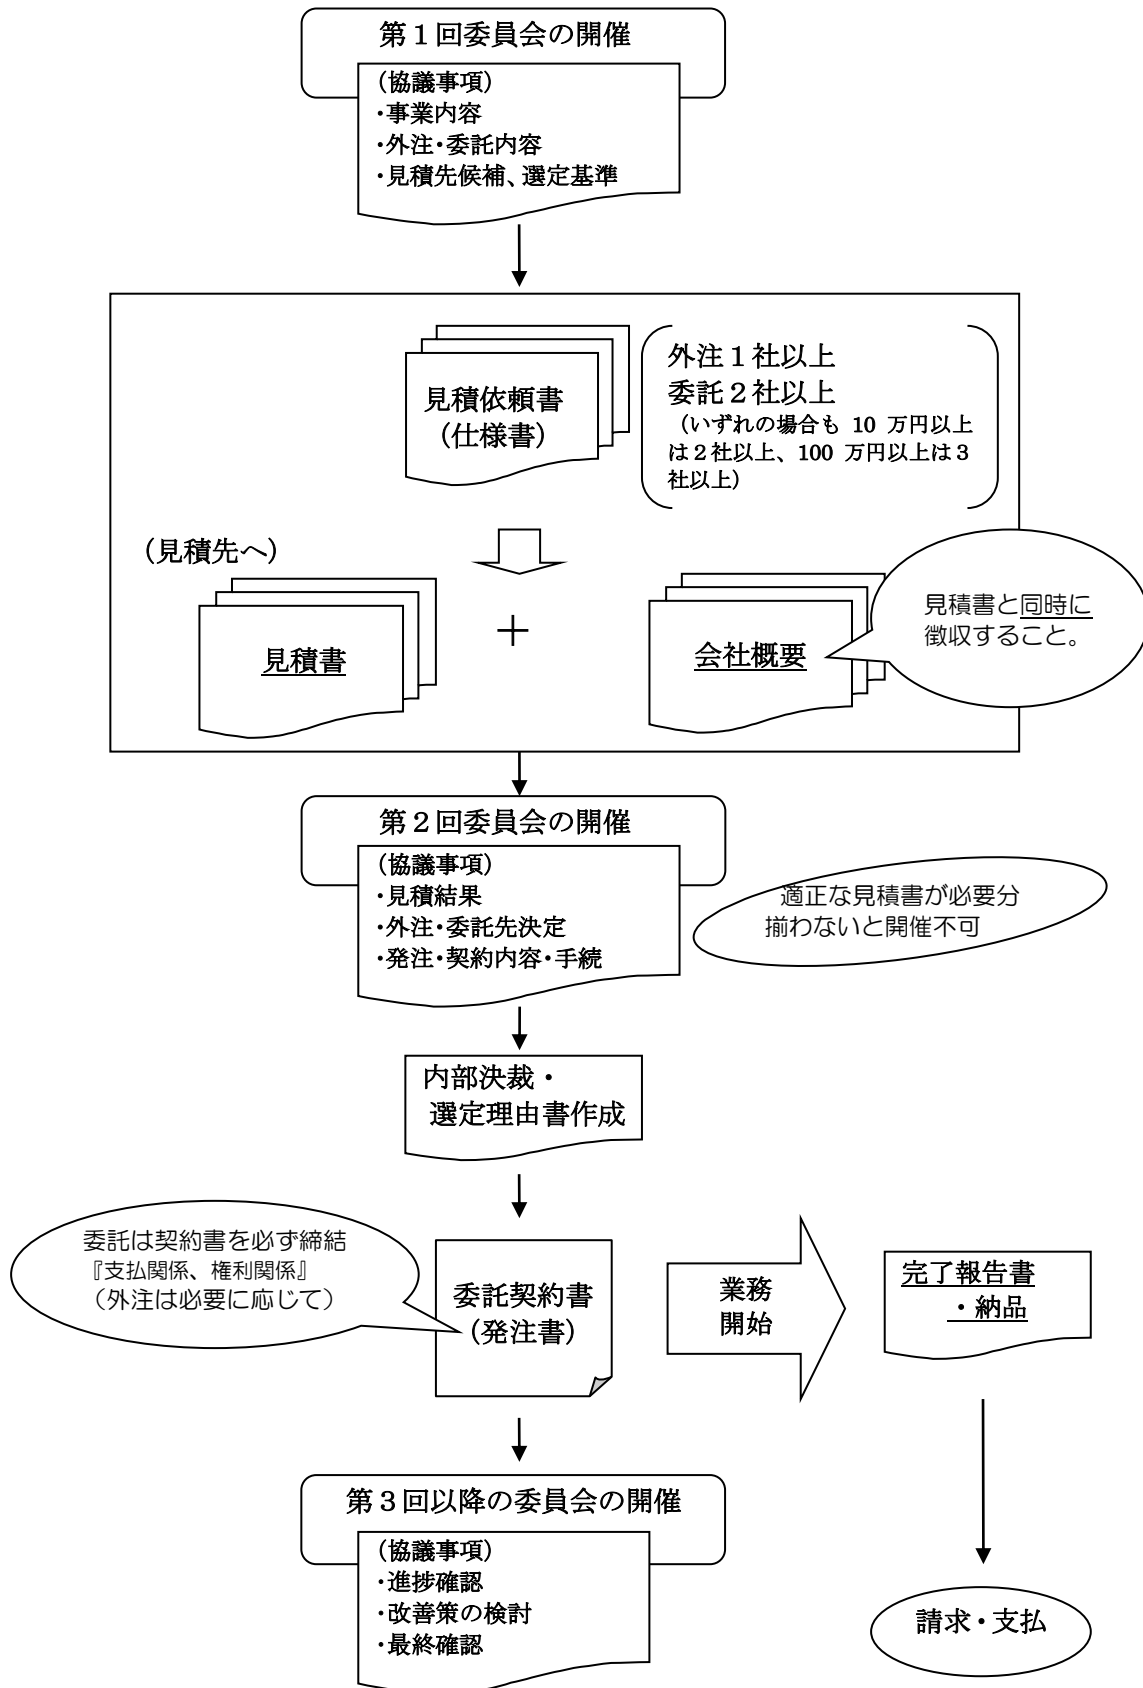 第１回委員会の開催
（協議事項）
・事業内容
・外注・委託内容
・見積先候補、選定基準
見積依頼書
（仕様書）
外注１社以上
委託２社以上
（いずれの場合も 10 万円以上
は２社以上、100 万円以上は３
社以上）
（見積先へ）
見積書
＋
会社概要
見積書と同時に
徴収すること。
第２回委員会の開催
（協議事項）
・見積結果
・外注・委託先決定
・発注・契約内容・手続
適正な見積書が必要分
揃わないと開催不可
内部決裁・
選定理由書作成
委託は契約書を必ず締結
『支払関係、権利関係』
（外注は必要に応じて）
委託契約書
（発注書）
業務
開始
完了報告書
・納品
第３回以降の委員会の開催
（協議事項）
・進捗確認
・改善策の検討
・最終確認
請求・支払